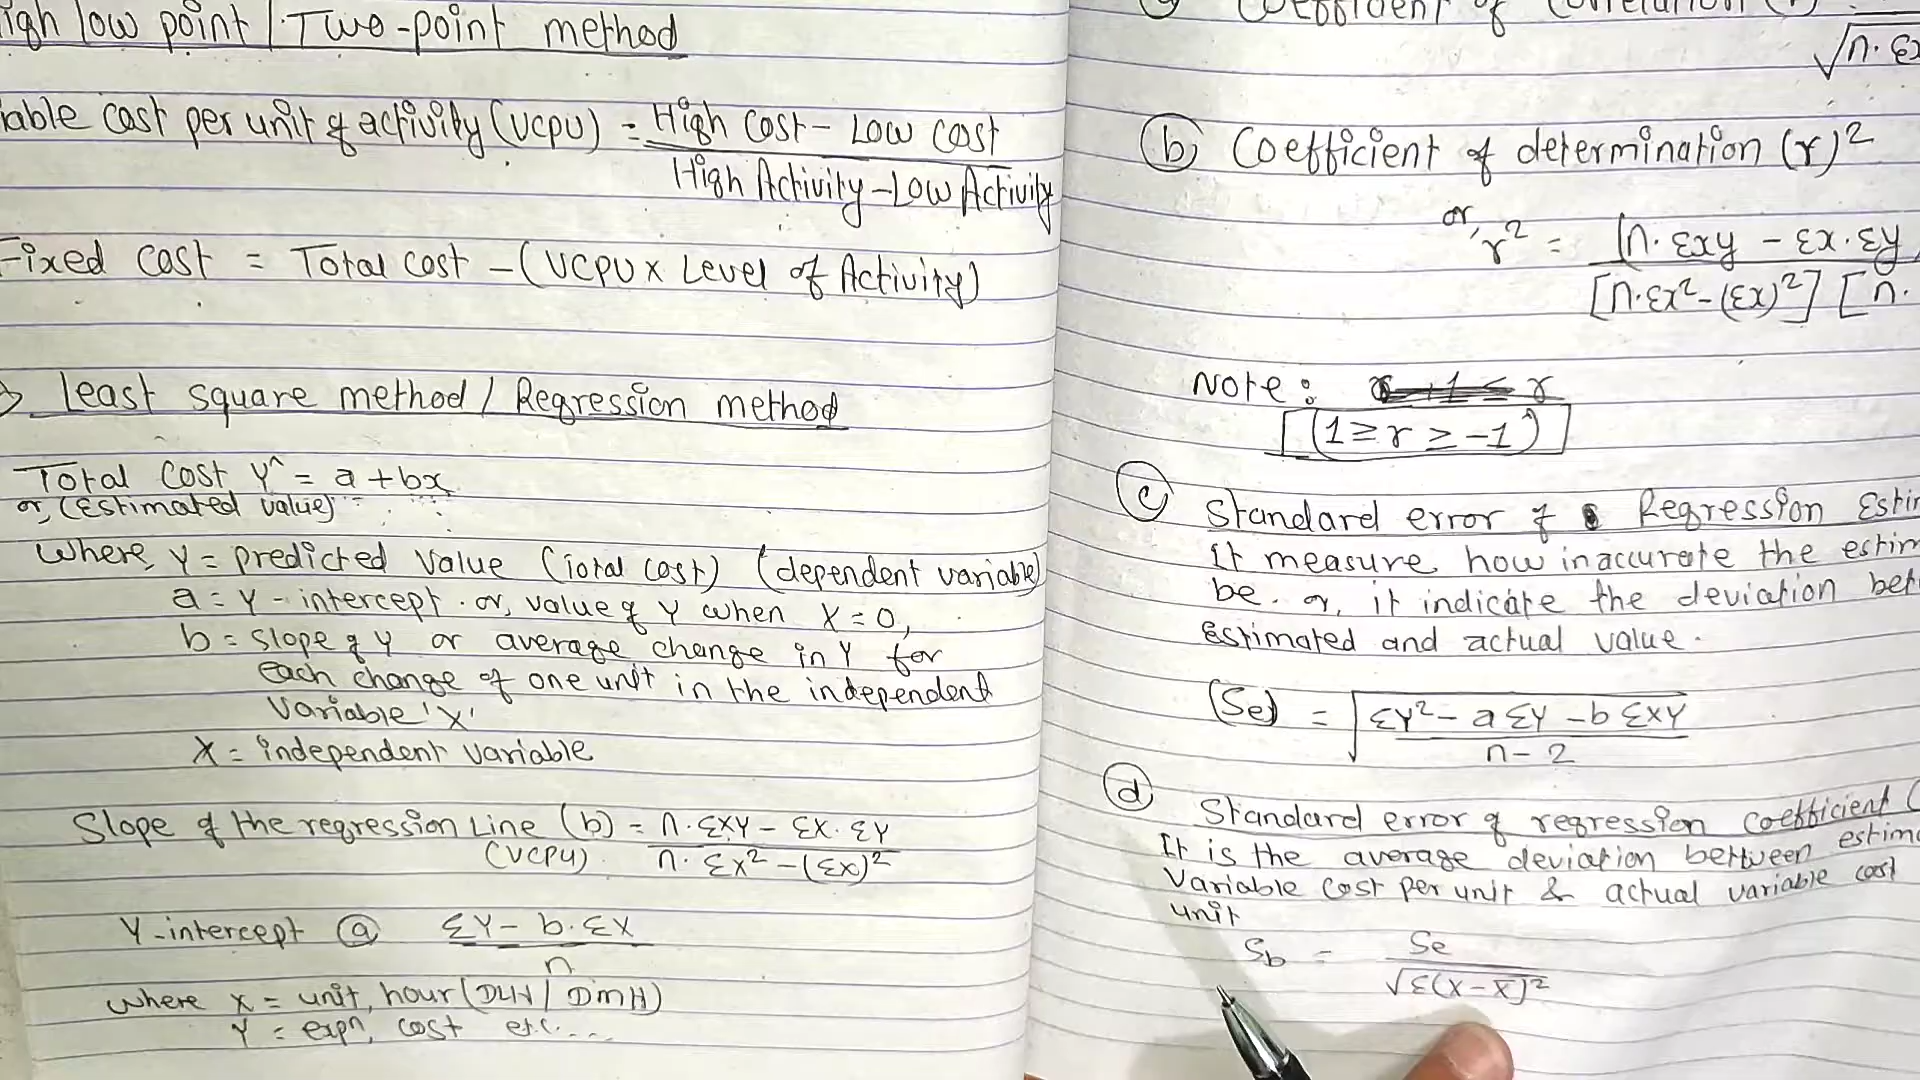 High low point / Two-point method
iable cost per unit of activity (VCPU) = High Cost - Low cost
High Activity - Low Activity
Fixed cost = Total cost - (VCPU x Level of Activity)
Least square method / Regression method
Total Cost Y^ = a + bx
or, (Estimated value)
Where, Y = predicted value (Total cost) (dependent variable)
a = Y - intercept . or, value of Y when X = 0,
b = slope of Y or average change in Y for
each change of one unit in the independent
variable 'X'
X = independent variable
Slope of the regression Line (b) = n.ΣXY - ΣX.ΣY
(VCPU) n.ΣX² - (ΣX)²
Y-intercept (a) ΣY - b.ΣX
n
where X = unit, hour (DLH / DMH)
Y = expn, cost etc....
Coefficient of Correlation
√n.Σx
(b) Coefficient of determination (r)²
or, r² = (n.Σxy - Σx.Σy
[n.Σx² - (Σx)²] [n.
Note: r
[(1 ≥ r ≥ -1)]
(c) Standard error of Regression Estim
It measure how inaccurate the estim
be. or, it indicate the deviation bet
Estimated and actual value.
(Se) = √ΣY² - aΣY - bΣXY
n - 2
(d) Standard error of regression coefficient (
It is the average deviation between estima
variable cost per unit & actual variable cost
unit
Sb = Se
√Σ(X-X)²